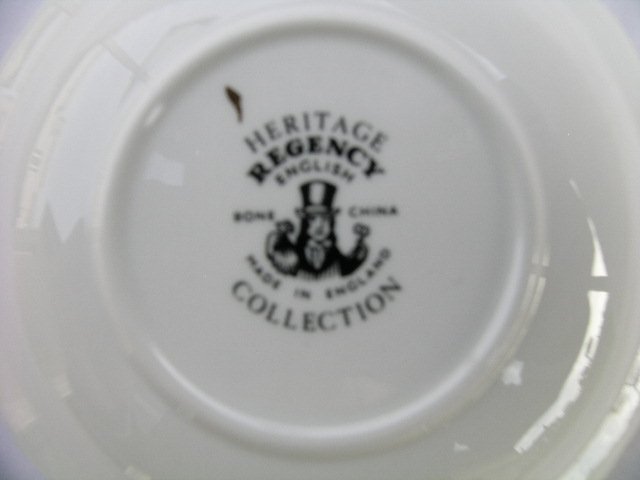 HERITAGE
REGENCY
ENGLISH
BONE CHINA
MADE IN ENGLAND
COLLECTION